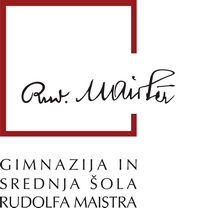 Rud. Maister
GIMNAZIJA IN
SREDNJA ŠOLA
RUDOLFA MAISTRA